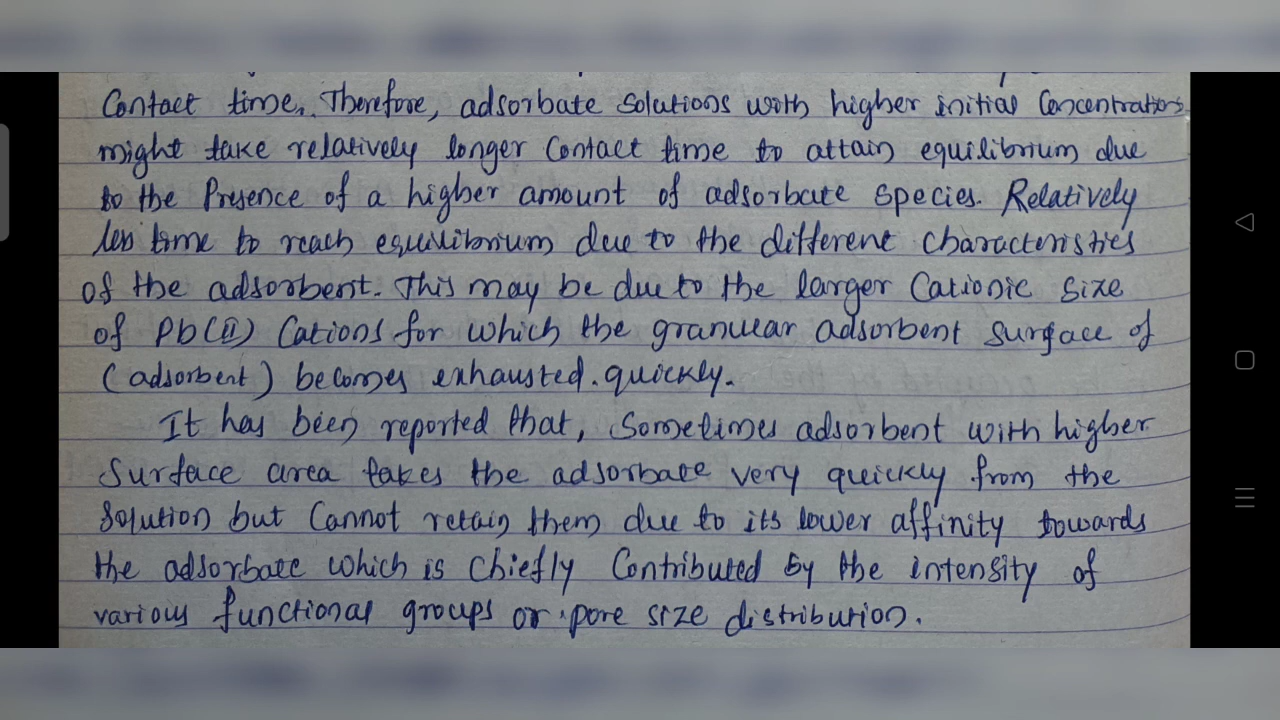 Contact time. Therefore, adsorbate solutions with higher initial Concentrations
might take relatively longer Contact time to attain equilibrium due
to the Presence of a higher amount of adsorbate species. Relatively
less time to reach equilibrium due to the different characteristics
of the adsorbent. This may be due to the larger Cationic size
of Pb(II) Cations for which the granular adsorbent surface of
(adsorbent) becomes exhausted. quickly.
It has been reported that, Sometimes adsorbent with higher
Surface area takes the adsorbate very quickly from the
Solution but Cannot retain them due to its lower affinity towards
the adsorbate which is Chiefly Contributed by the intensity of
various functional groups or pore size distribution.